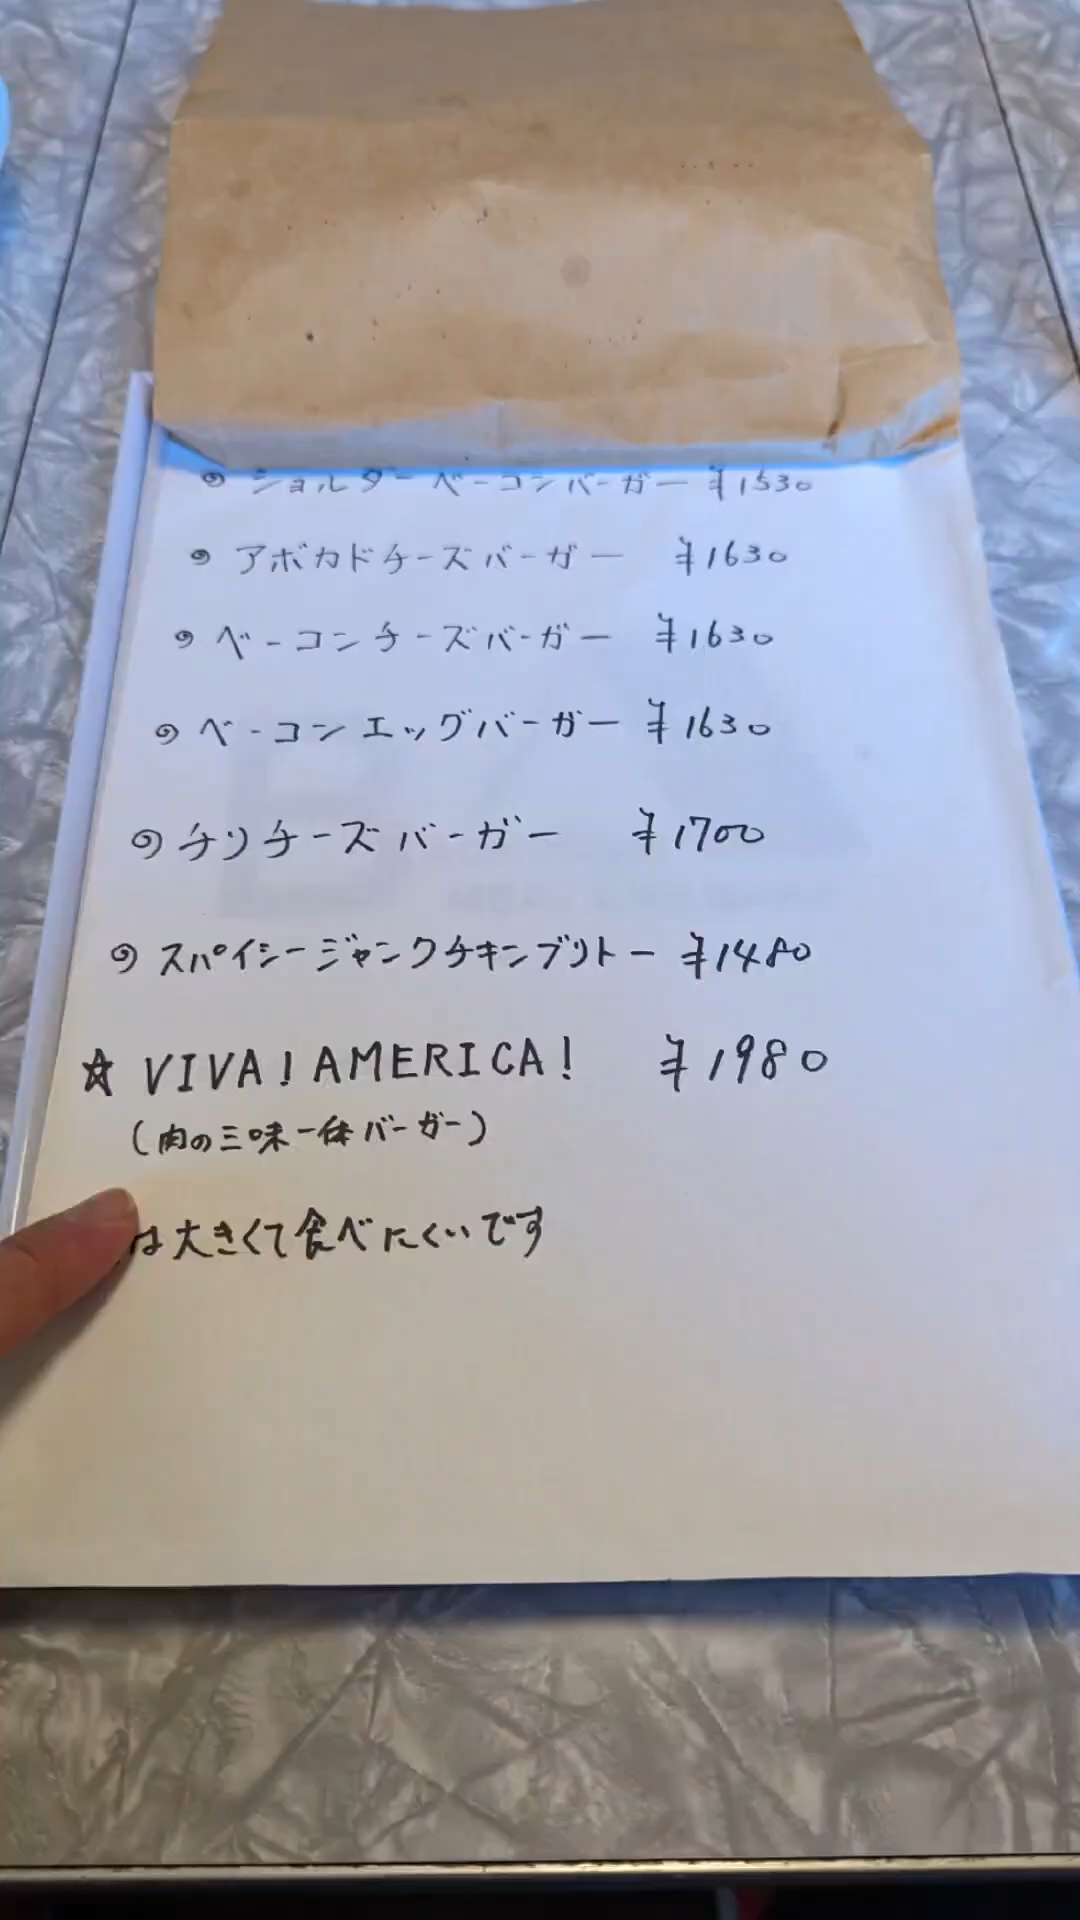 ショルダーベーコンバーガー ¥1530
アボカドチーズバーガー ¥1630
ベーコンチーズバーガー ¥1630
ベーコンエッグバーガー ¥1630
チリチーズバーガー ¥1700
スパイシージャンクチキンブリトー ¥1480
☆ VIVA! AMERICA! ¥1980
(肉の三味一体バーガー)
は大きくて食べにくいです